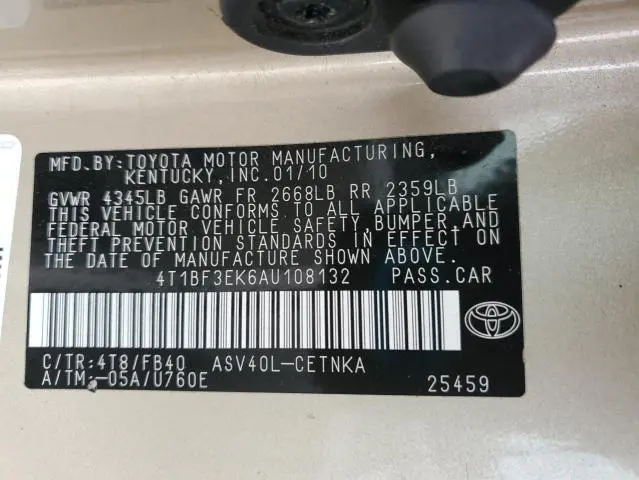 MFD.BY:TOYOTA MOTOR MANUFACTURING,
KENTUCKY,INC.01/10
GVWR 4345LB GAWR FR 2668LB RR 2359LB
THIS VEHICLE CONFORMS TO ALL APPLICABLE
FEDERAL MOTOR VEHICLE SAFETY,BUMPER,AND
THEFT PREVENTION STANDARDS IN EFFECT ON
THE DATE OF MANUFACTURE SHOWN ABOVE.
4T1BF3EK6AU108132 PASS.CAR
C/TR:4T8/FB40 ASV40L-CETNKA
A/TM:-05A/U760E 25459